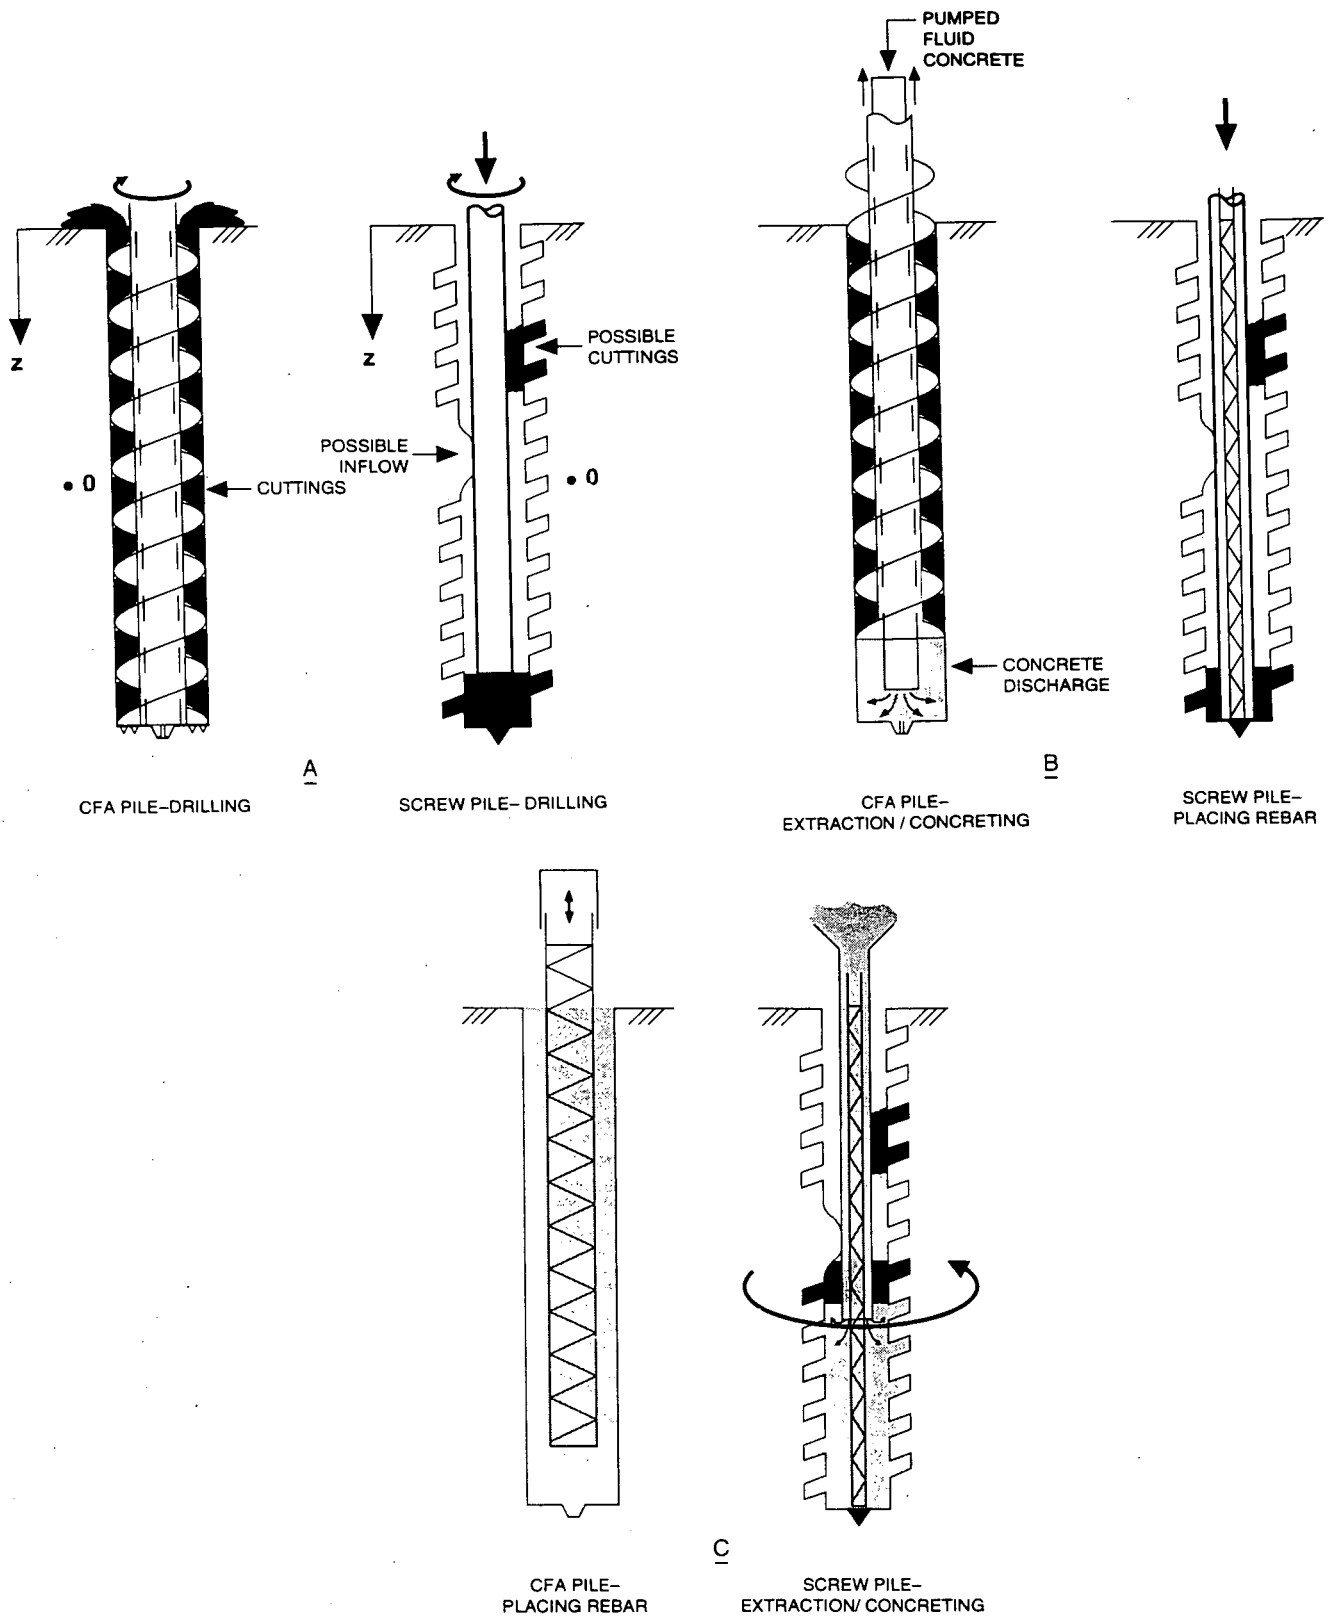 PUMPED
FLUID
CONCRETE
z
z
POSSIBLE
CUTTINGS
POSSIBLE
INFLOW
0
CUTTINGS
0
CONCRETE
DISCHARGE
A
B
CFA PILE–DRILLING
SCREW PILE– DRILLING
CFA PILE–
EXTRACTION / CONCRETING
SCREW PILE–
PLACING REBAR
C
CFA PILE–
PLACING REBAR
SCREW PILE–
EXTRACTION/ CONCRETING